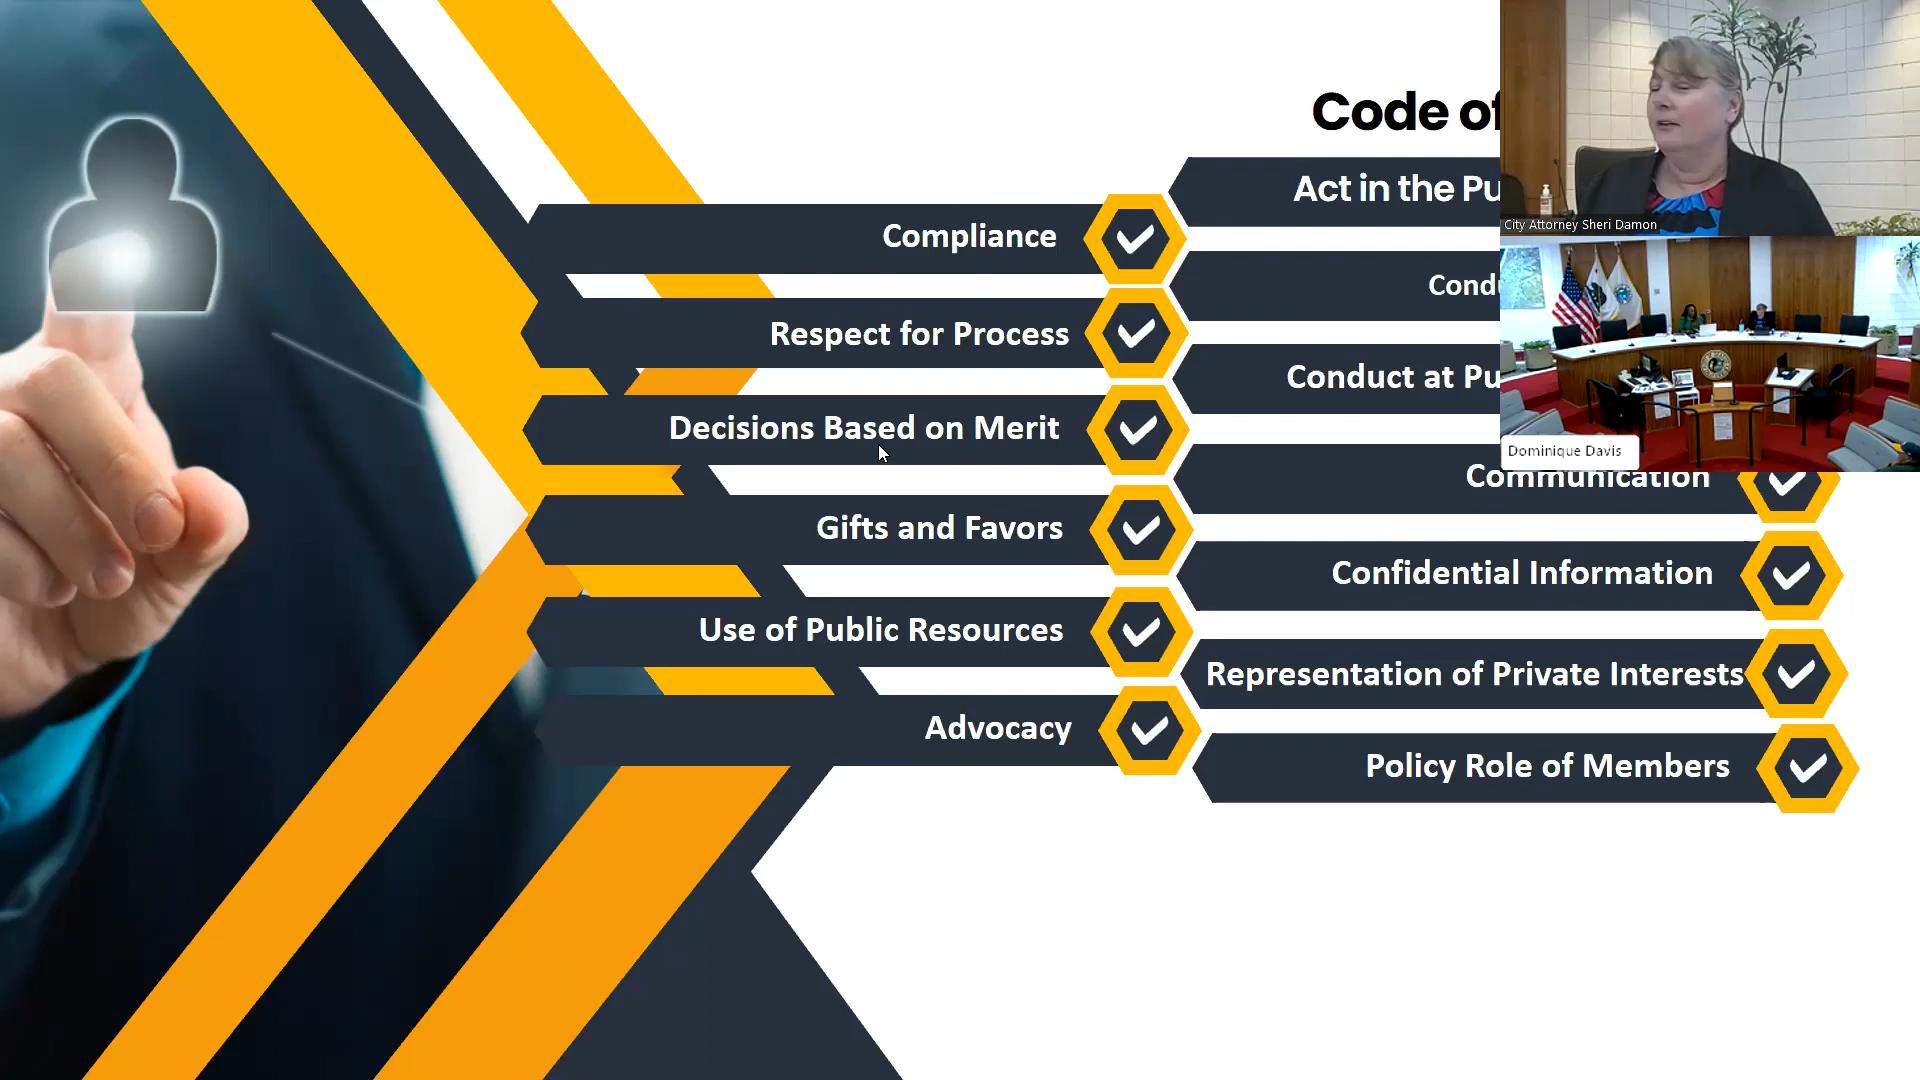 Code of
Act in the Pu
City Attorney Sheri Damon
Compliance
Cond
Respect for Process
Conduct at Pu
Decisions Based on Merit
Dominique Davis
Communication
Gifts and Favors
Confidential Information
Use of Public Resources
Representation of Private Interests
Advocacy
Policy Role of Members